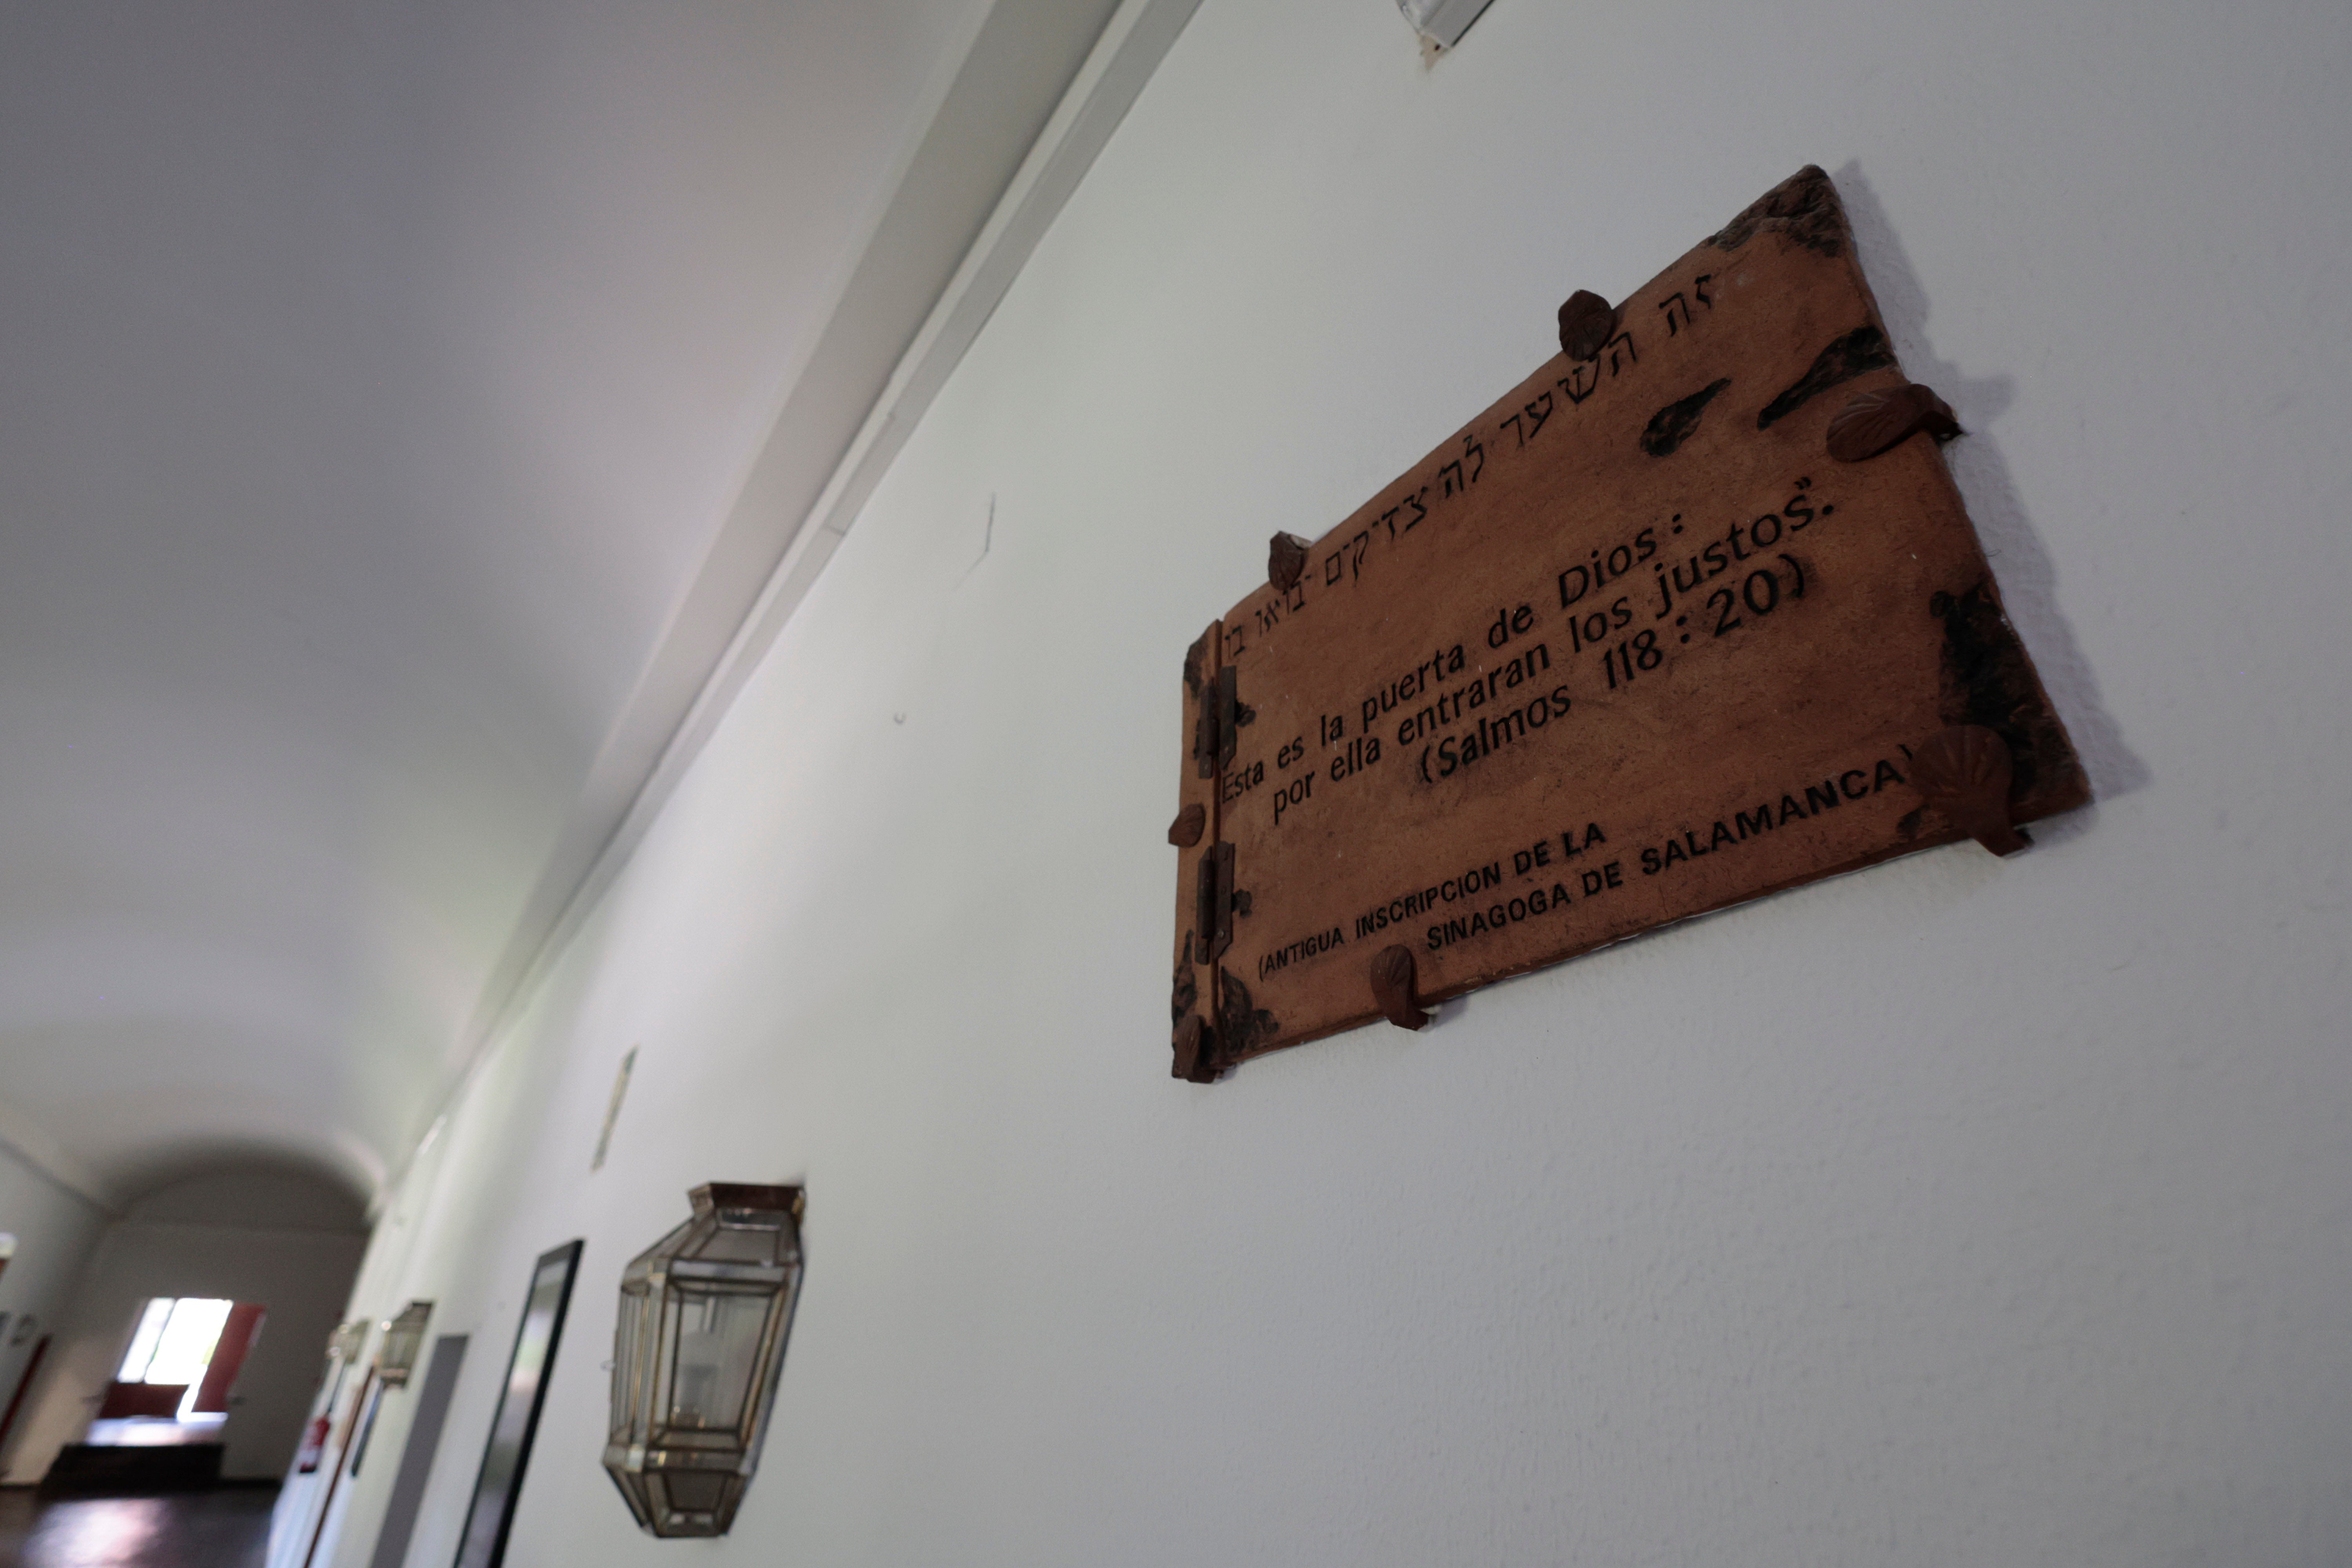 זה השער לה׳ צדיקים יבואו בו
Esta es la puerta de Dios:
por ella entraran los justos".
(Salmos 118:20)
(ANTIGUA INSCRIPCION DE LA
SINAGOGA DE SALAMANCA)